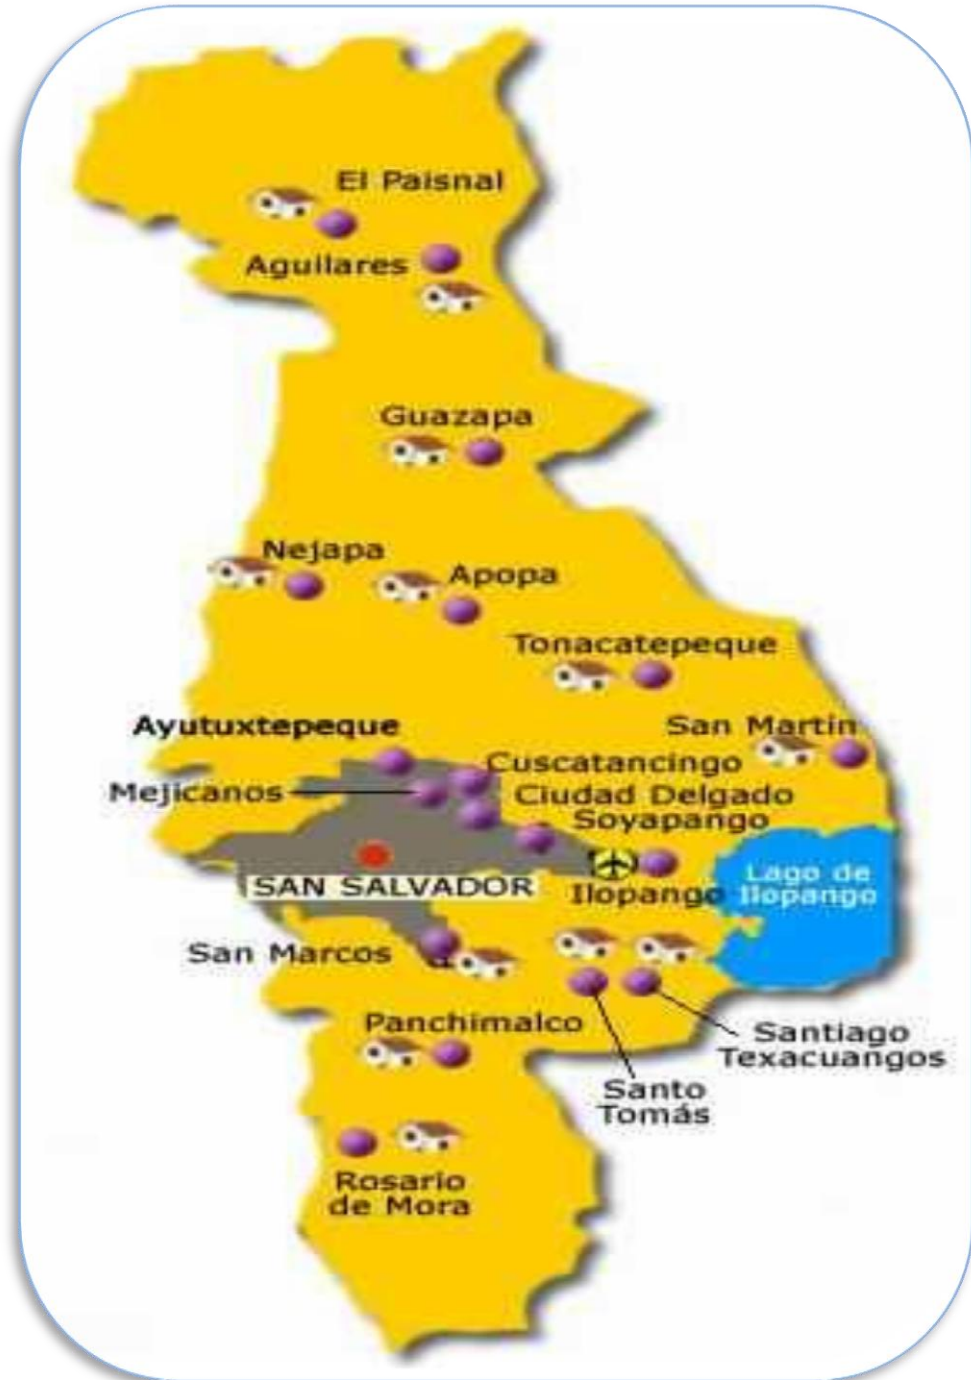 El Paisnal
Aguilares
Guazapa
Nejapa
Apopa
Tonacatepeque
San Martín
Ayutuxtepeque
Cuscatancingo
Mejicanos
Ciudad Delgado
Soyapango
SAN SALVADOR
Ilopango
Lago de
Ilopango
San Marcos
Panchimalco
Santiago
Texacuangos
Santo
Tomás
Rosario
de Mora